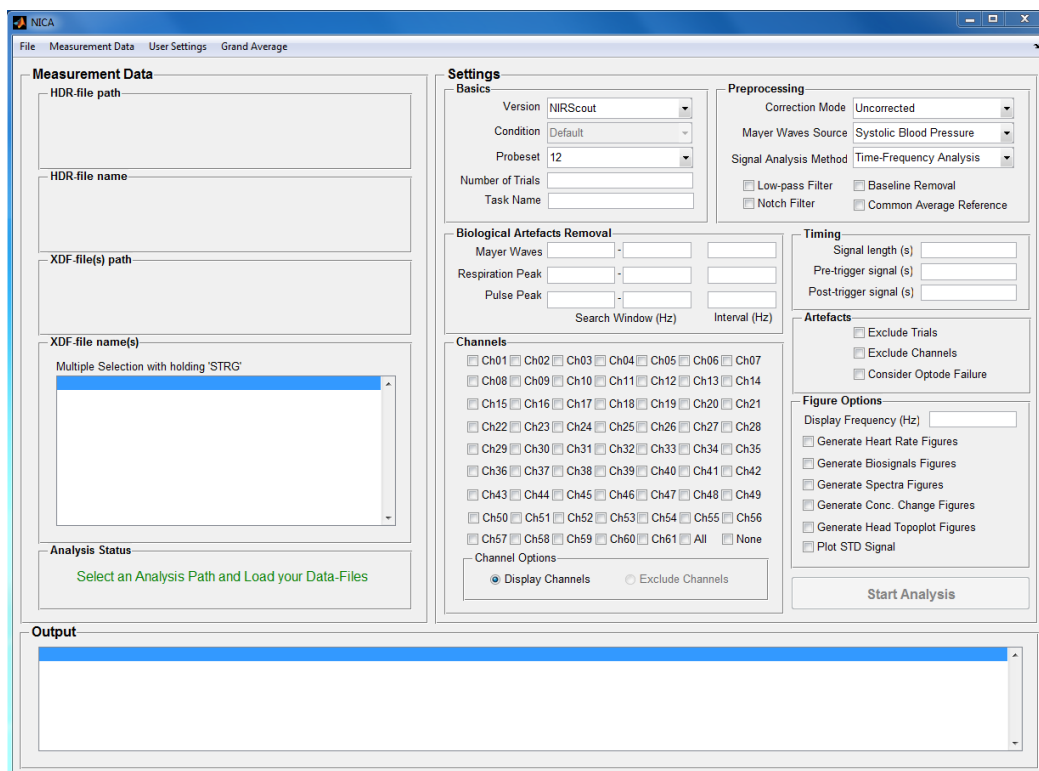 NICA
File Measurement Data User Settings Grand Average
Measurement Data
HDR-file path
HDR-file name
XDF-file(s) path
XDF-file name(s)
Multiple Selection with holding 'STRG'
Analysis Status
Select an Analysis Path and Load your Data-Files
Settings
Basics
Version NIRScout
Condition Default
Probeset 12
Number of Trials
Task Name
Preprocessing
Correction Mode Uncorrected
Mayer Waves Source Systolic Blood Pressure
Signal Analysis Method Time-Frequency Analysis
Low-pass Filter Baseline Removal
Notch Filter Common Average Reference
Biological Artefacts Removal
Mayer Waves -
Respiration Peak -
Pulse Peak -
Search Window (Hz) Interval (Hz)
Timing
Signal length (s)
Pre-trigger signal (s)
Post-trigger signal (s)
Artefacts
Exclude Trials
Exclude Channels
Consider Optode Failure
Channels
Ch01 Ch02 Ch03 Ch04 Ch05 Ch06 Ch07
Ch08 Ch09 Ch10 Ch11 Ch12 Ch13 Ch14
Ch15 Ch16 Ch17 Ch18 Ch19 Ch20 Ch21
Ch22 Ch23 Ch24 Ch25 Ch26 Ch27 Ch28
Ch29 Ch30 Ch31 Ch32 Ch33 Ch34 Ch35
Ch36 Ch37 Ch38 Ch39 Ch40 Ch41 Ch42
Ch43 Ch44 Ch45 Ch46 Ch47 Ch48 Ch49
Ch50 Ch51 Ch52 Ch53 Ch54 Ch55 Ch56
Ch57 Ch58 Ch59 Ch60 Ch61 All None
Channel Options
Display Channels Exclude Channels
Figure Options
Display Frequency (Hz)
Generate Heart Rate Figures
Generate Biosignals Figures
Generate Spectra Figures
Generate Conc. Change Figures
Generate Head Topoplot Figures
Plot STD Signal
Start Analysis
Output